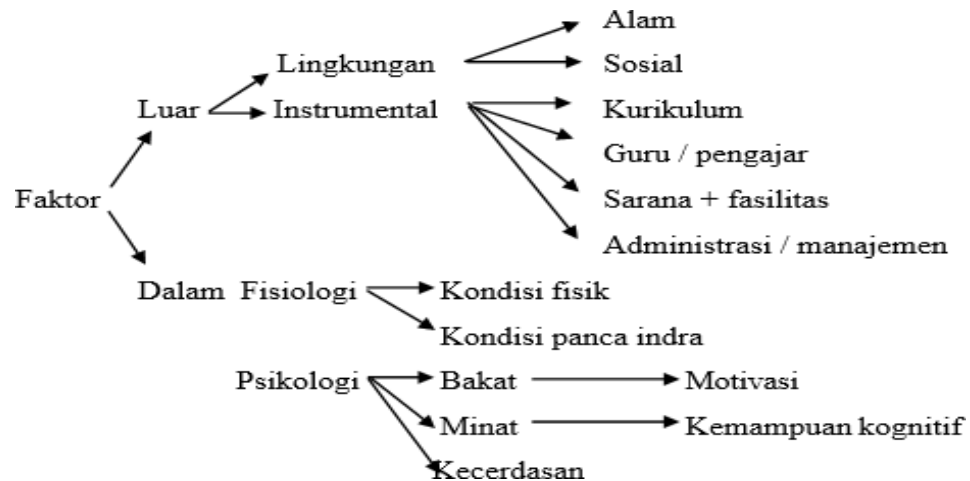 Alam
Lingkungan Sosial
Luar Instrumental Kurikulum
Guru / pengajar
Faktor Sarana + fasilitas
Administrasi / manajemen
Dalam Fisiologi Kondisi fisik
Kondisi panca indra
Psikologi Bakat Motivasi
Minat Kemampuan kognitif
Kecerdasan